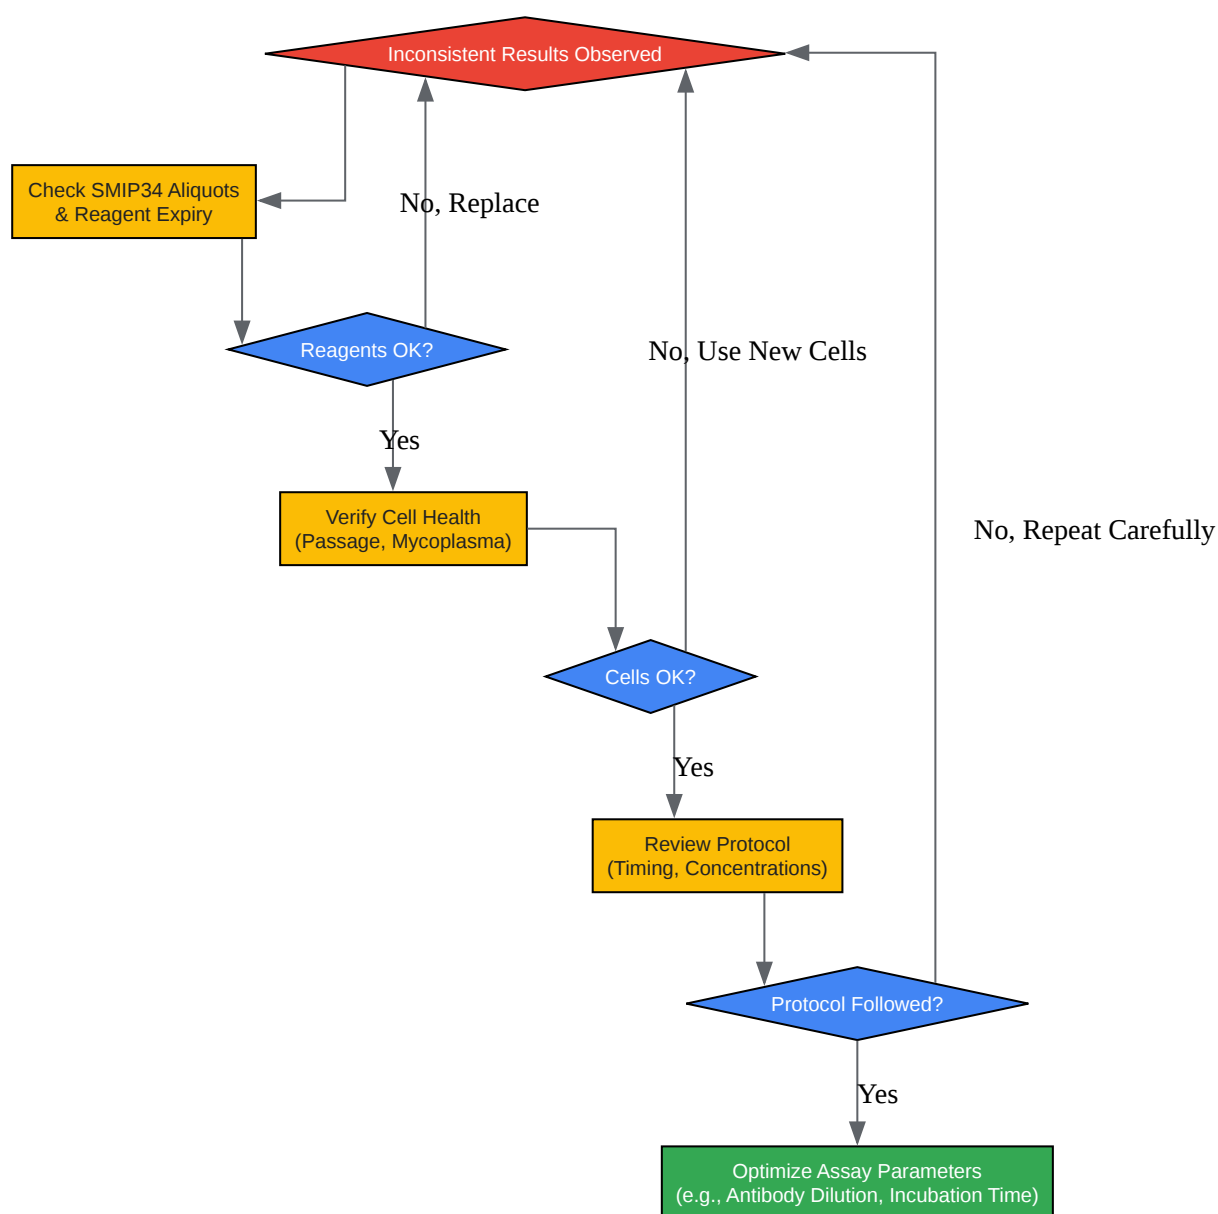 Inconsistent Results Observed
Check SMIP34 Aliquots
& Reagent Expiry
No, Replace
Reagents OK?
No, Use New Cells
Yes
Verify Cell Health
(Passage, Mycoplasma)
No, Repeat Carefully
Cells OK?
Yes
Review Protocol
(Timing, Concentrations)
Protocol Followed?
Yes
Optimize Assay Parameters
(e.g., Antibody Dilution, Incubation Time)